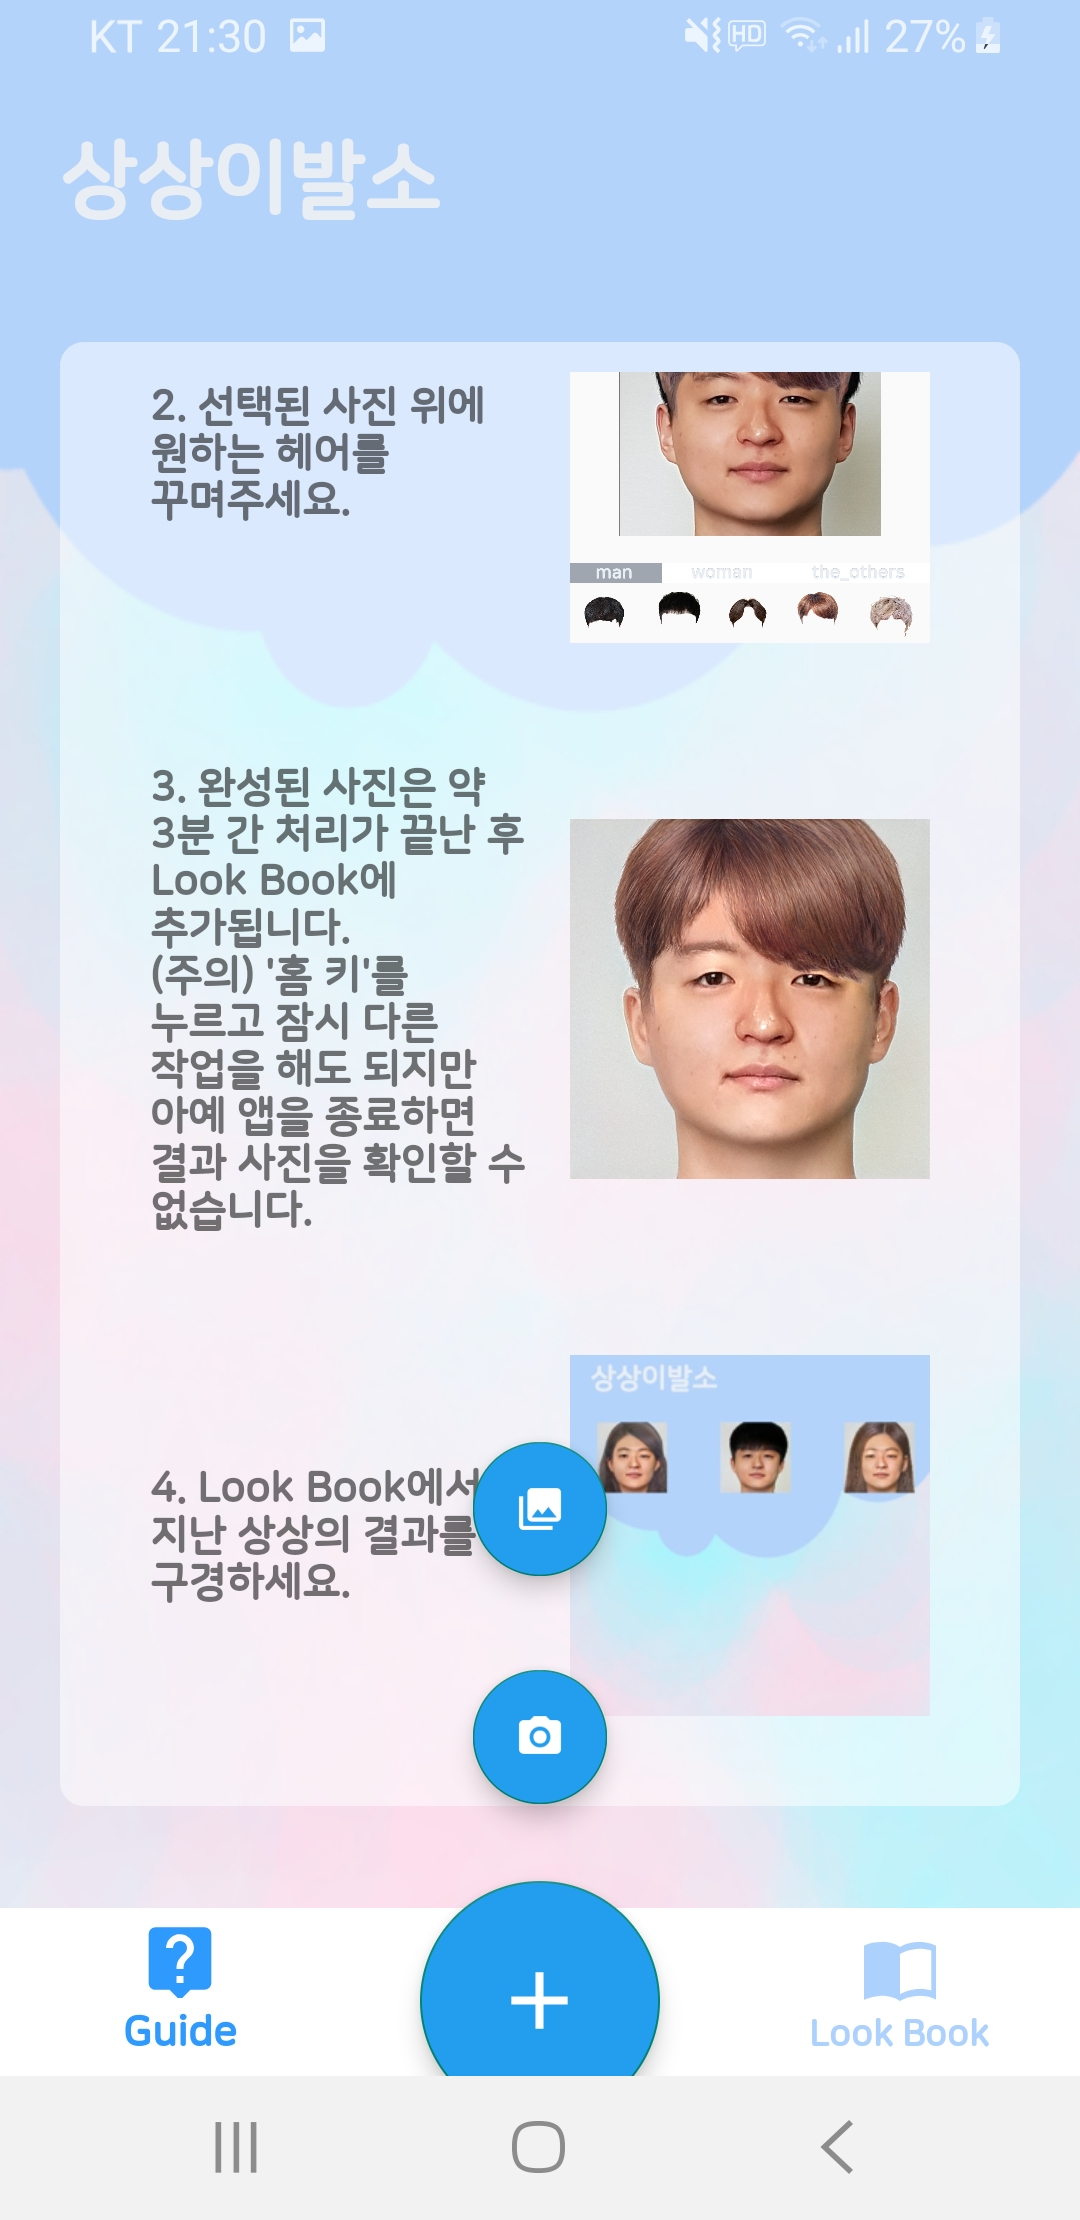 KT 21:30
HD
27%
상상이발소
2. 선택된 사진 위에
원하는 헤어를
꾸며주세요.
man
woman
the_others
3. 완성된 사진은 약
3분 간 처리가 끝난 후
Look Book에
추가됩니다.
(주의) '홈 키'를
누르고 잠시 다른
작업을 해도 되지만
아예 앱을 종료하면
결과 사진을 확인할 수
없습니다.
상상이발소
4. Look Book에서
지난 상상의 결과를
구경하세요.
Guide
Look Book